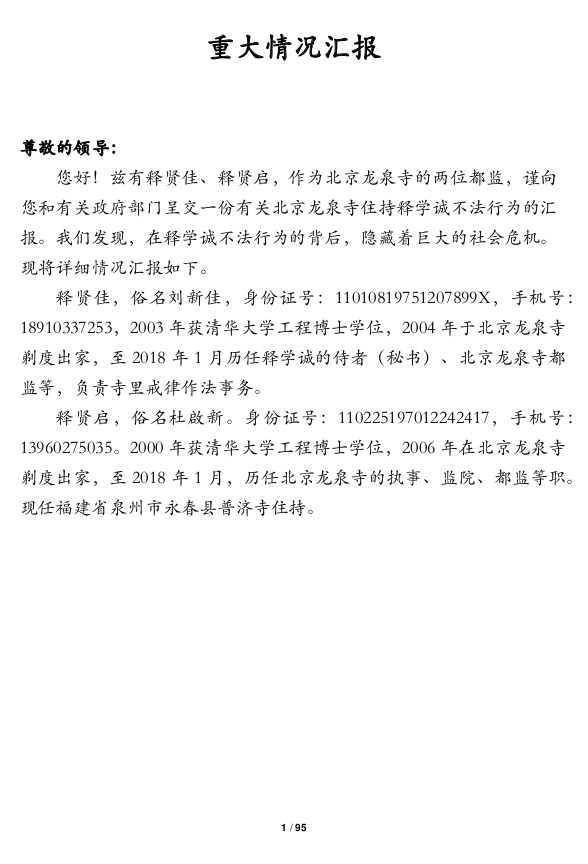 重大情况汇报
尊敬的领导：
您好！兹有释贤佳、释贤启，作为北京龙泉寺的两位都监，谨向
您和有关政府部门呈交一份有关北京龙泉寺住持释学诚不法行为的汇
报。我们发现，在释学诚不法行为的背后，隐藏着巨大的社会危机。
现将详细情况汇报如下。
释贤佳，俗名刘新佳，身份证号：11010819751207899X，手机号：
18910337253，2003 年获清华大学工程博士学位，2004 年于北京龙泉寺
剃度出家，至 2018 年 1 月历任释学诚的侍者（秘书）、北京龙泉寺都
监等，负责寺里戒律作法事务。
释贤启，俗名杜啟新。身份证号：110225197012242417，手机号：
13960275035。2000 年获清华大学工程博士学位，2006 年在北京龙泉寺
剃度出家，至 2018 年 1 月，历任北京龙泉寺的执事、监院、都监等职。
现任福建省泉州市永春县普济寺住持。
1 / 95